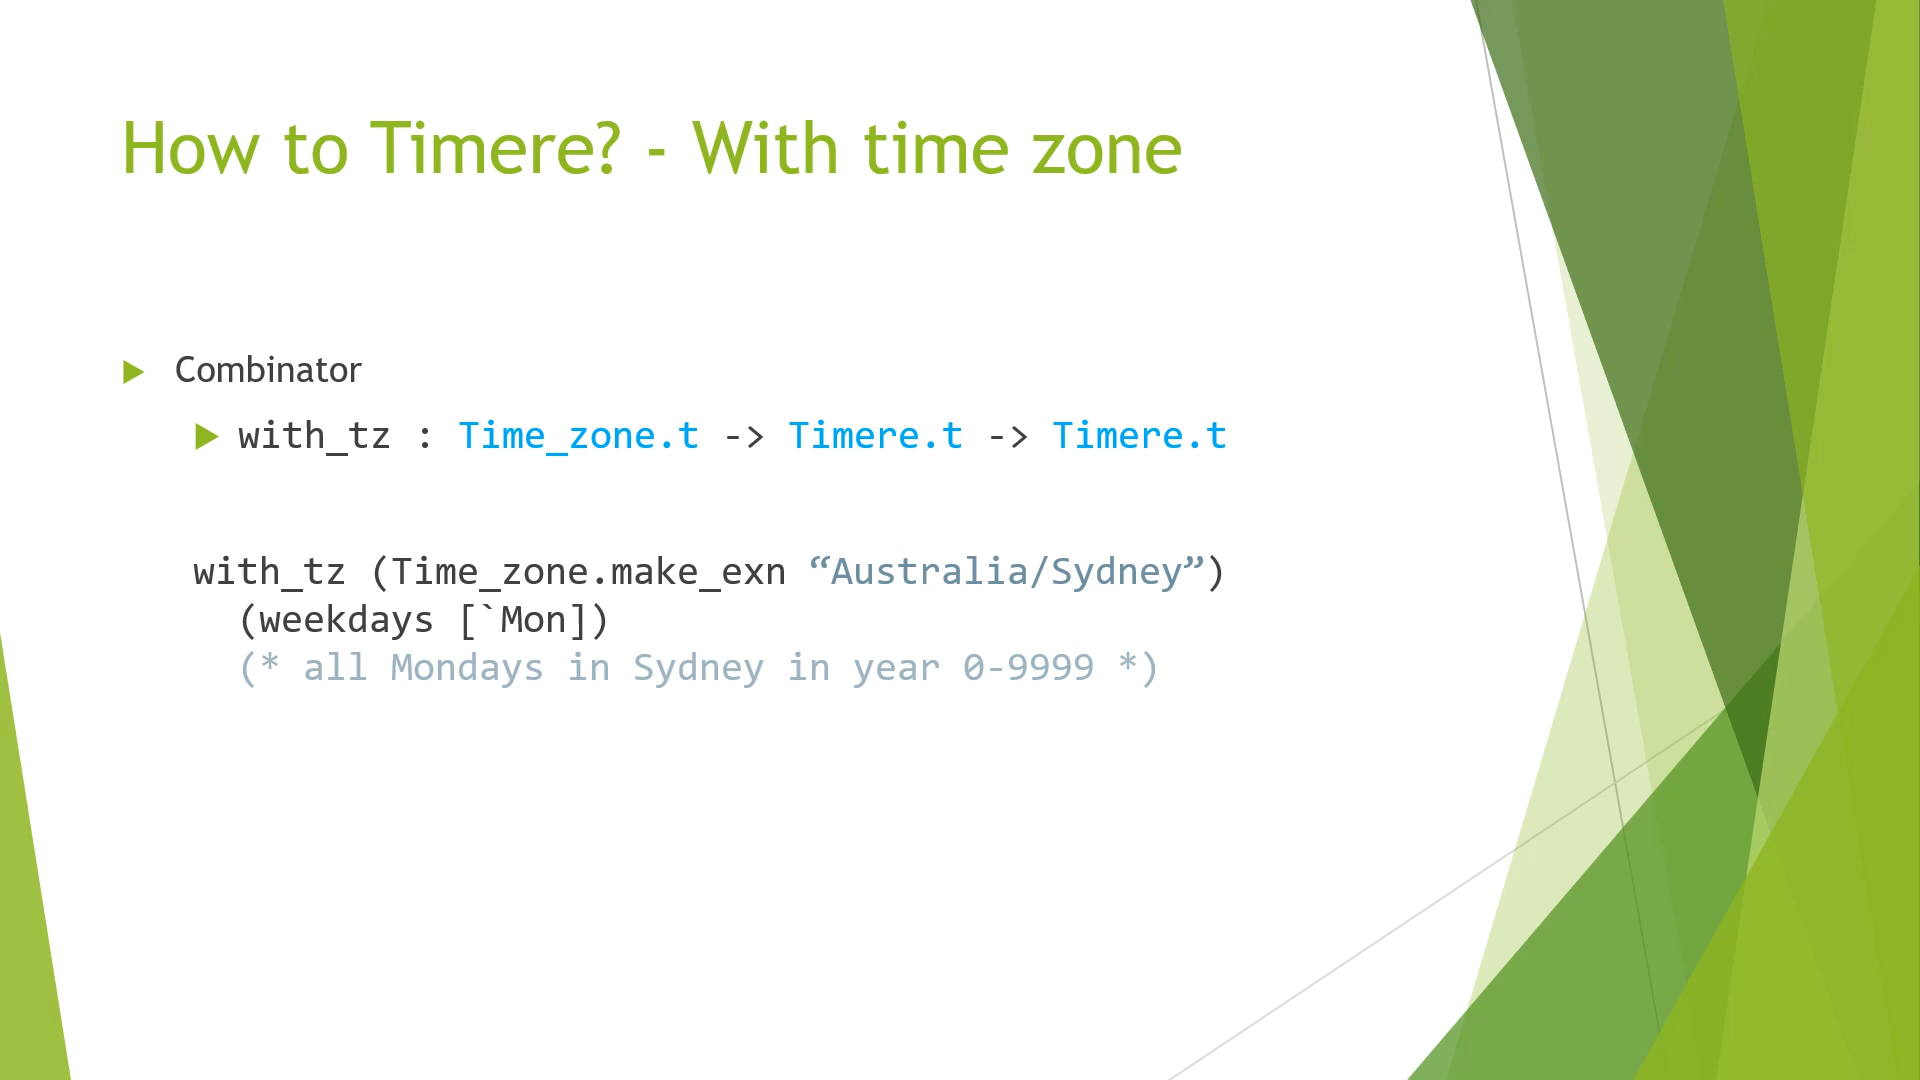 How to Timere? - With time zone
Combinator
with_tz : Time_zone.t -> Timere.t -> Timere.t
with_tz (Time_zone.make_exn “Australia/Sydney”)
(weekdays [`Mon])
(* all Mondays in Sydney in year 0-9999 *)